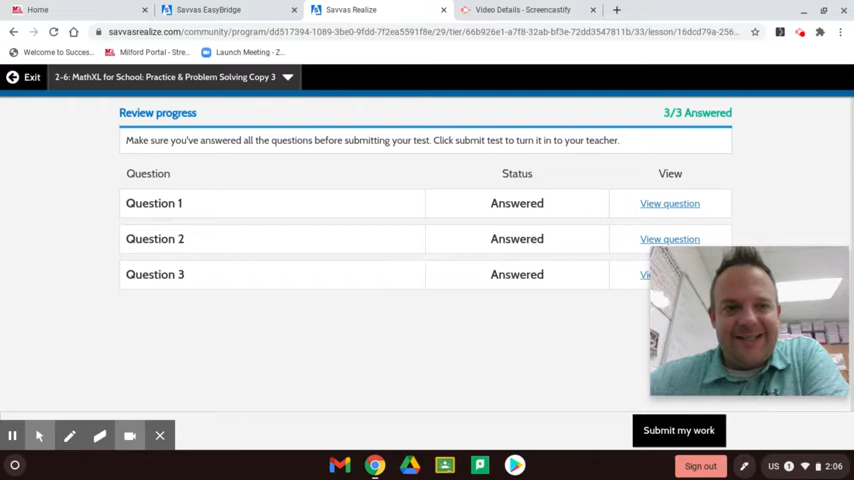 Home
Savvas EasyBridge
Savvas Realize
Video Details - Screencastify
savvasrealize.com/community/program/dd517394-1089-3be0-9fdd-7f2ea5591f8e/29/tier/66b926e1-a7f8-4932-32ab-bf3e-72dd3547811b/33/lesson/16dcd79a-256...
Welcome to Succes...
Milford Portal - Stre...
Launch Meeting - Z...
Exit
2-6: MathXL for School: Practice & Problem Solving Copy 3
Review progress
3/3 Answered
Make sure you've answered all the questions before submitting your test. Click submit test to turn it in to your teacher.
Question Status View
Question 1 Answered View question
Question 2 Answered View question
Question 3 Answered
Submit my work
Sign out
US 1 2:06